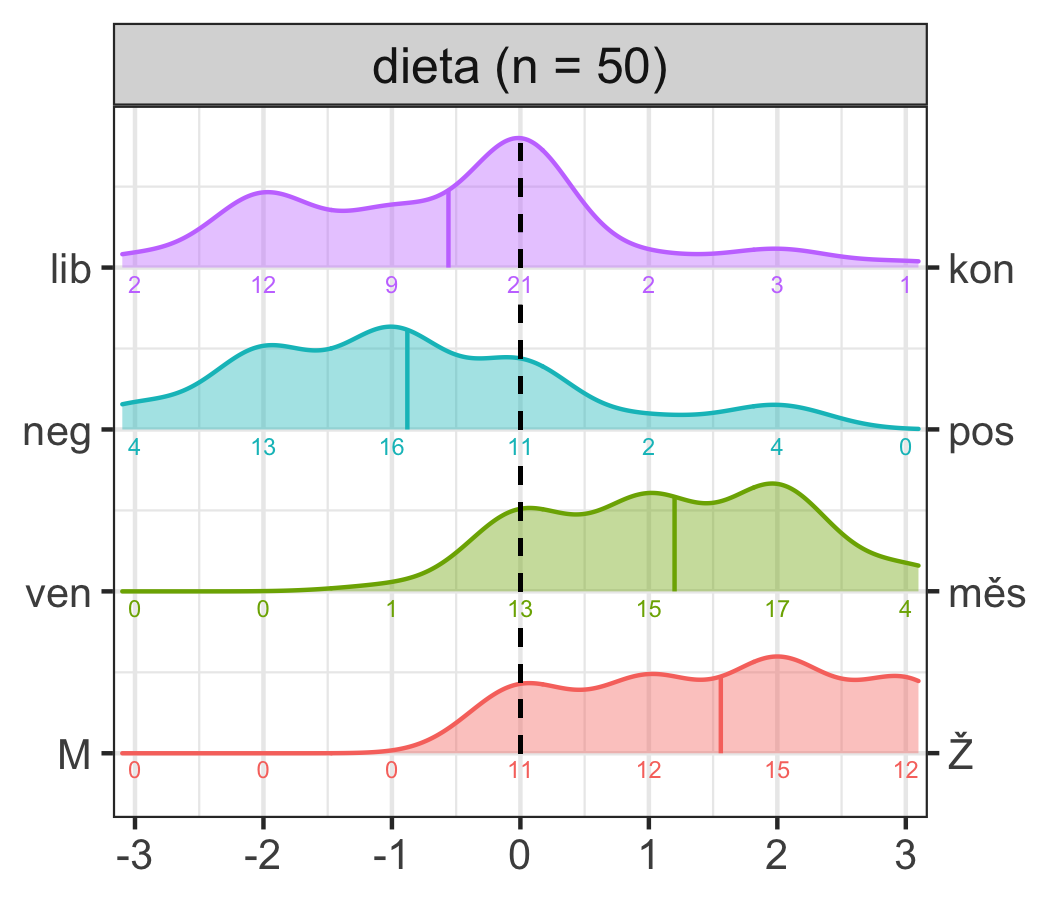 dieta (n = 50)
lib kon
2 12 9 21 2 3 1
neg pos
4 13 16 11 2 4 0
ven měs
0 0 1 13 15 17 4
M Ž
0 0 0 11 12 15 12
-3 -2 -1 0 1 2 3